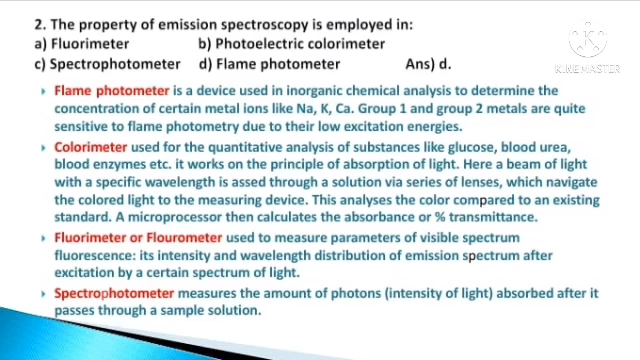 2. The property of emission spectroscopy is employed in:
a) Fluorimeter b) Photoelectric colorimeter
c) Spectrophotometer d) Flame photometer Ans) d.
KINEMASTER
Flame photometer is a device used in inorganic chemical analysis to determine the
concentration of certain metal ions like Na, K, Ca. Group 1 and group 2 metals are quite
sensitive to flame photometry due to their low excitation energies.
Colorimeter used for the quantitative analysis of substances like glucose, blood urea,
blood enzymes etc. it works on the principle of absorption of light. Here a beam of light
with a specific wavelength is assed through a solution via series of lenses, which navigate
the colored light to the measuring device. This analyses the color compared to an existing
standard. A microprocessor then calculates the absorbance or % transmittance.
Fluorimeter or Flourometer used to measure parameters of visible spectrum
fluorescence: its intensity and wavelength distribution of emission spectrum after
excitation by a certain spectrum of light.
Spectrophotometer measures the amount of photons (intensity of light) absorbed after it
passes through a sample solution.